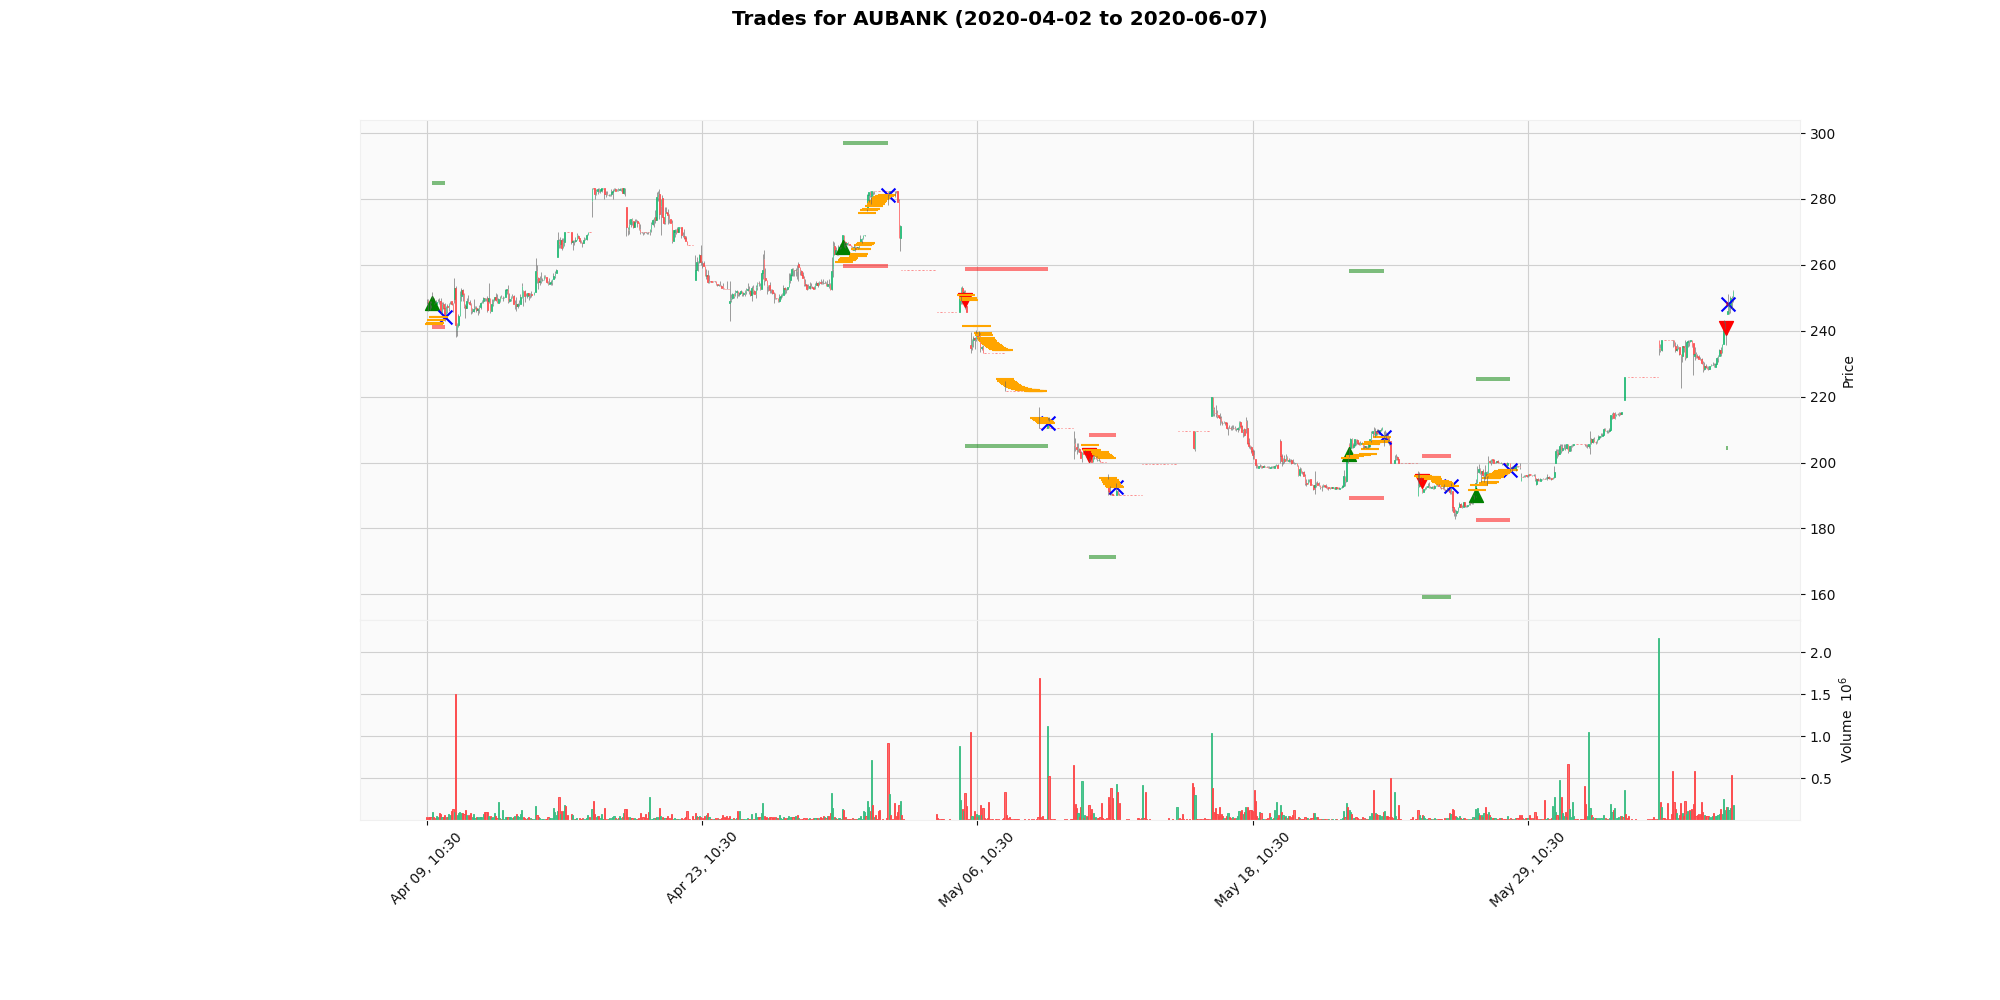 Trades for AUBANK (2020-04-02 to 2020-06-07)
300
280
260
240
220
200
180
160
Price
2.0
1.5
1.0
0.5
Volume 10^6
Apr 09, 10:30
Apr 23, 10:30
May 06, 10:30
May 18, 10:30
May 29, 10:30